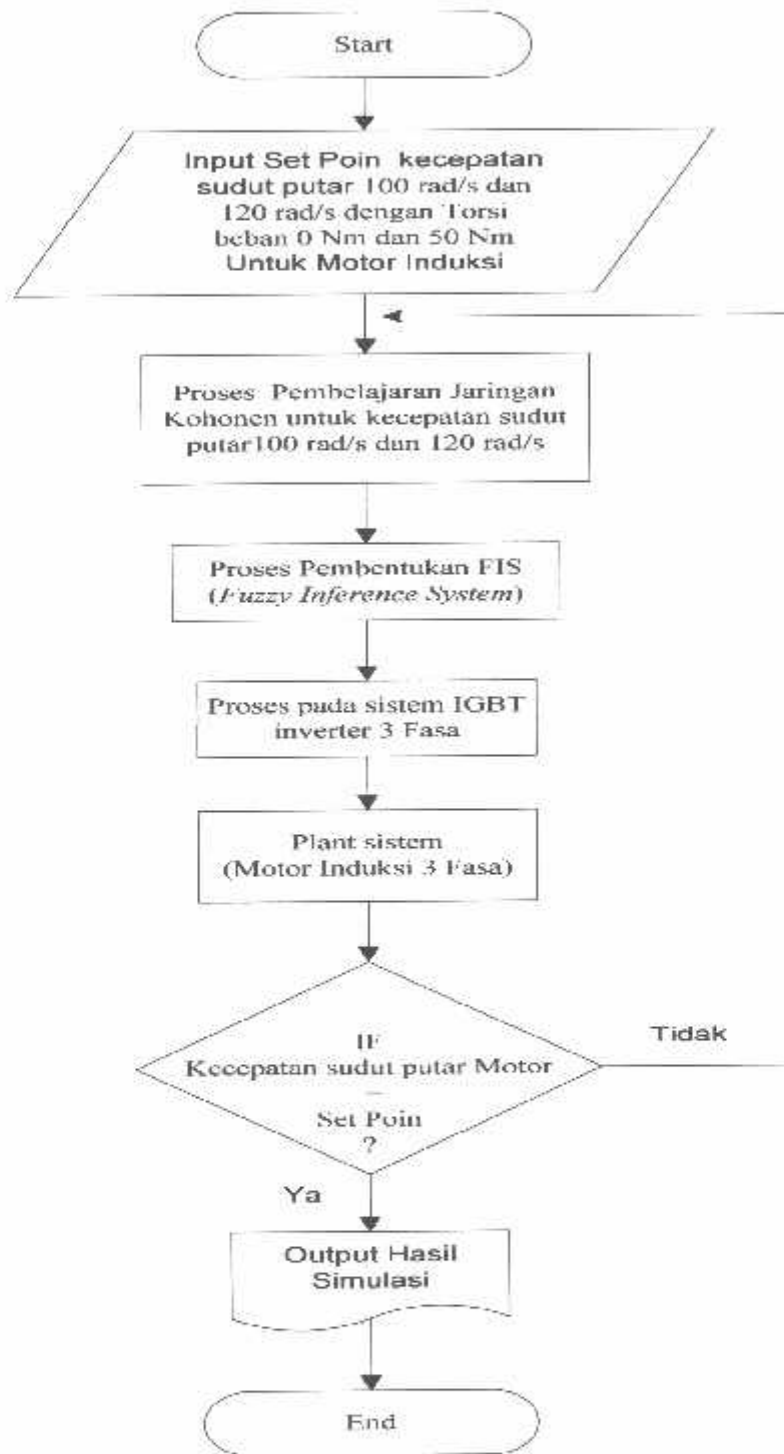 Start
Input Set Poin kecepatan
sudut putar 100 rad/s dan
120 rad/s dengan Torsi
beban 0 Nm dan 50 Nm
Untuk Motor Induksi
Proses Pembelajaran Jaringan
Kohonen untuk kecepatan sudut
putar100 rad/s dan 120 rad/s
Proses Pembentukan FIS
(Fuzzy Inference System)
Proses pada sistem IGBT
inverter 3 Fasa
Plant sistem
(Motor Induksi 3 Fasa)
IF
Kecepatan sudut putar Motor
=
Set Poin
?
Tidak
Ya
Output Hasil
Simulasi
End